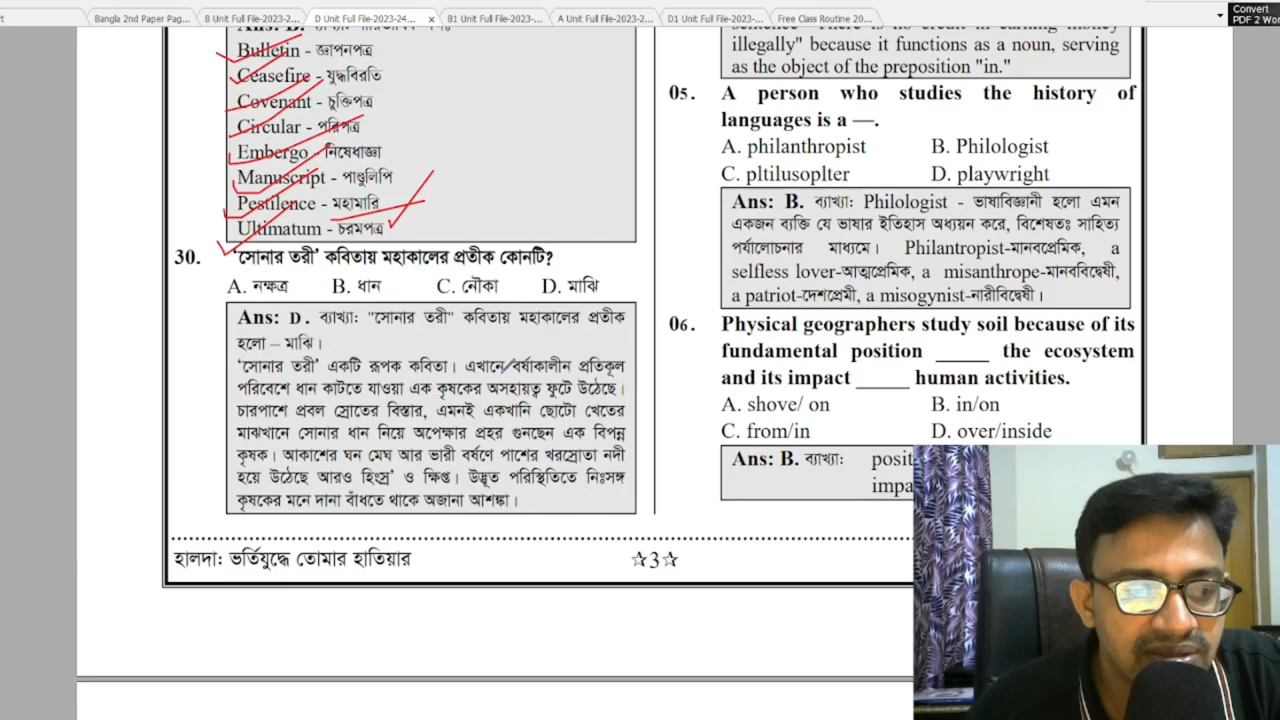 Bangla 2nd Paper Pag...
B Unit Full File-2023-2...
D Unit Full File-2023-24...
B1 Unit Full File-2023-...
A Unit Full File-2023-2...
D1 Unit Full File-2023-...
Free Class Routine 20...
Convert
PDF 2 Wor
Bulletin - জ্ঞাপনপত্র
Ceasefire - যুদ্ধবিরতি
Covenant - চুক্তিপত্র
Circular - পরিপত্র
Embergo - নিষেধাজ্ঞা
Manuscript - পাণ্ডুলিপি
Pestilence - মহামারি
Ultimatum - চরমপত্র
30. 'সোনার তরী' কবিতায় মহাকালের প্রতীক কোনটি?
A. নক্ষত্র B. ধান C. নৌকা D. মাঝি
Ans: D. ব্যাখ্যা: "সোনার তরী" কবিতায় মহাকালের প্রতীক
হলো – মাঝি।
'সোনার তরী' একটি রূপক কবিতা। এখানে বর্ষাকালীন প্রতিকূল
পরিবেশে ধান কাটতে যাওয়া এক কৃষকের অসহায়ত্ব ফুটে উঠেছে।
চারপাশে প্রবল স্রোতের বিস্তার, এমনই একখানি ছোটো খেতের
মাঝখানে সোনার ধান নিয়ে অপেক্ষার প্রহর গুনছেন এক বিপন্ন
কৃষক। আকাশের ঘন মেঘ আর ভারী বর্ষণে পাশের খরস্রোতা নদী
হয়ে উঠেছে আরও হিংস্র' ও ক্ষিপ্ত। উদ্ভূত পরিস্থিতিতে নিঃসঙ্গ
কৃষকের মনে দানা বাঁধতে থাকে অজানা আশঙ্কা।
illegally" because it functions as a noun, serving
as the object of the preposition "in."
05. A person who studies the history of
languages is a —.
A. philanthropist B. Philologist
C. pltilusoplter D. playwright
Ans: B. ব্যাখ্যা: Philologist - ভাষাবিজ্ঞানী হলো এমন
একজন ব্যক্তি যে ভাষার ইতিহাস অধ্যয়ন করে, বিশেষতঃ সাহিত্য
পর্যালোচনার মাধ্যমে। Philantropist-মানবপ্রেমিক, a
selfless lover-আত্মপ্রেমিক, a misanthrope-মানববিদ্বেষী,
a patriot-দেশপ্রেমী, a misogynist-নারীবিদ্বেষী।
06. Physical geographers study soil because of its
fundamental position _____ the ecosystem
and its impact _____ human activities.
A. shove/ on B. in/on
C. from/in D. over/inside
Ans: B. ব্যাখ্যা: posit
impa
হালদা: ভর্তিযুদ্ধে তোমার হাতিয়ার
☆3☆